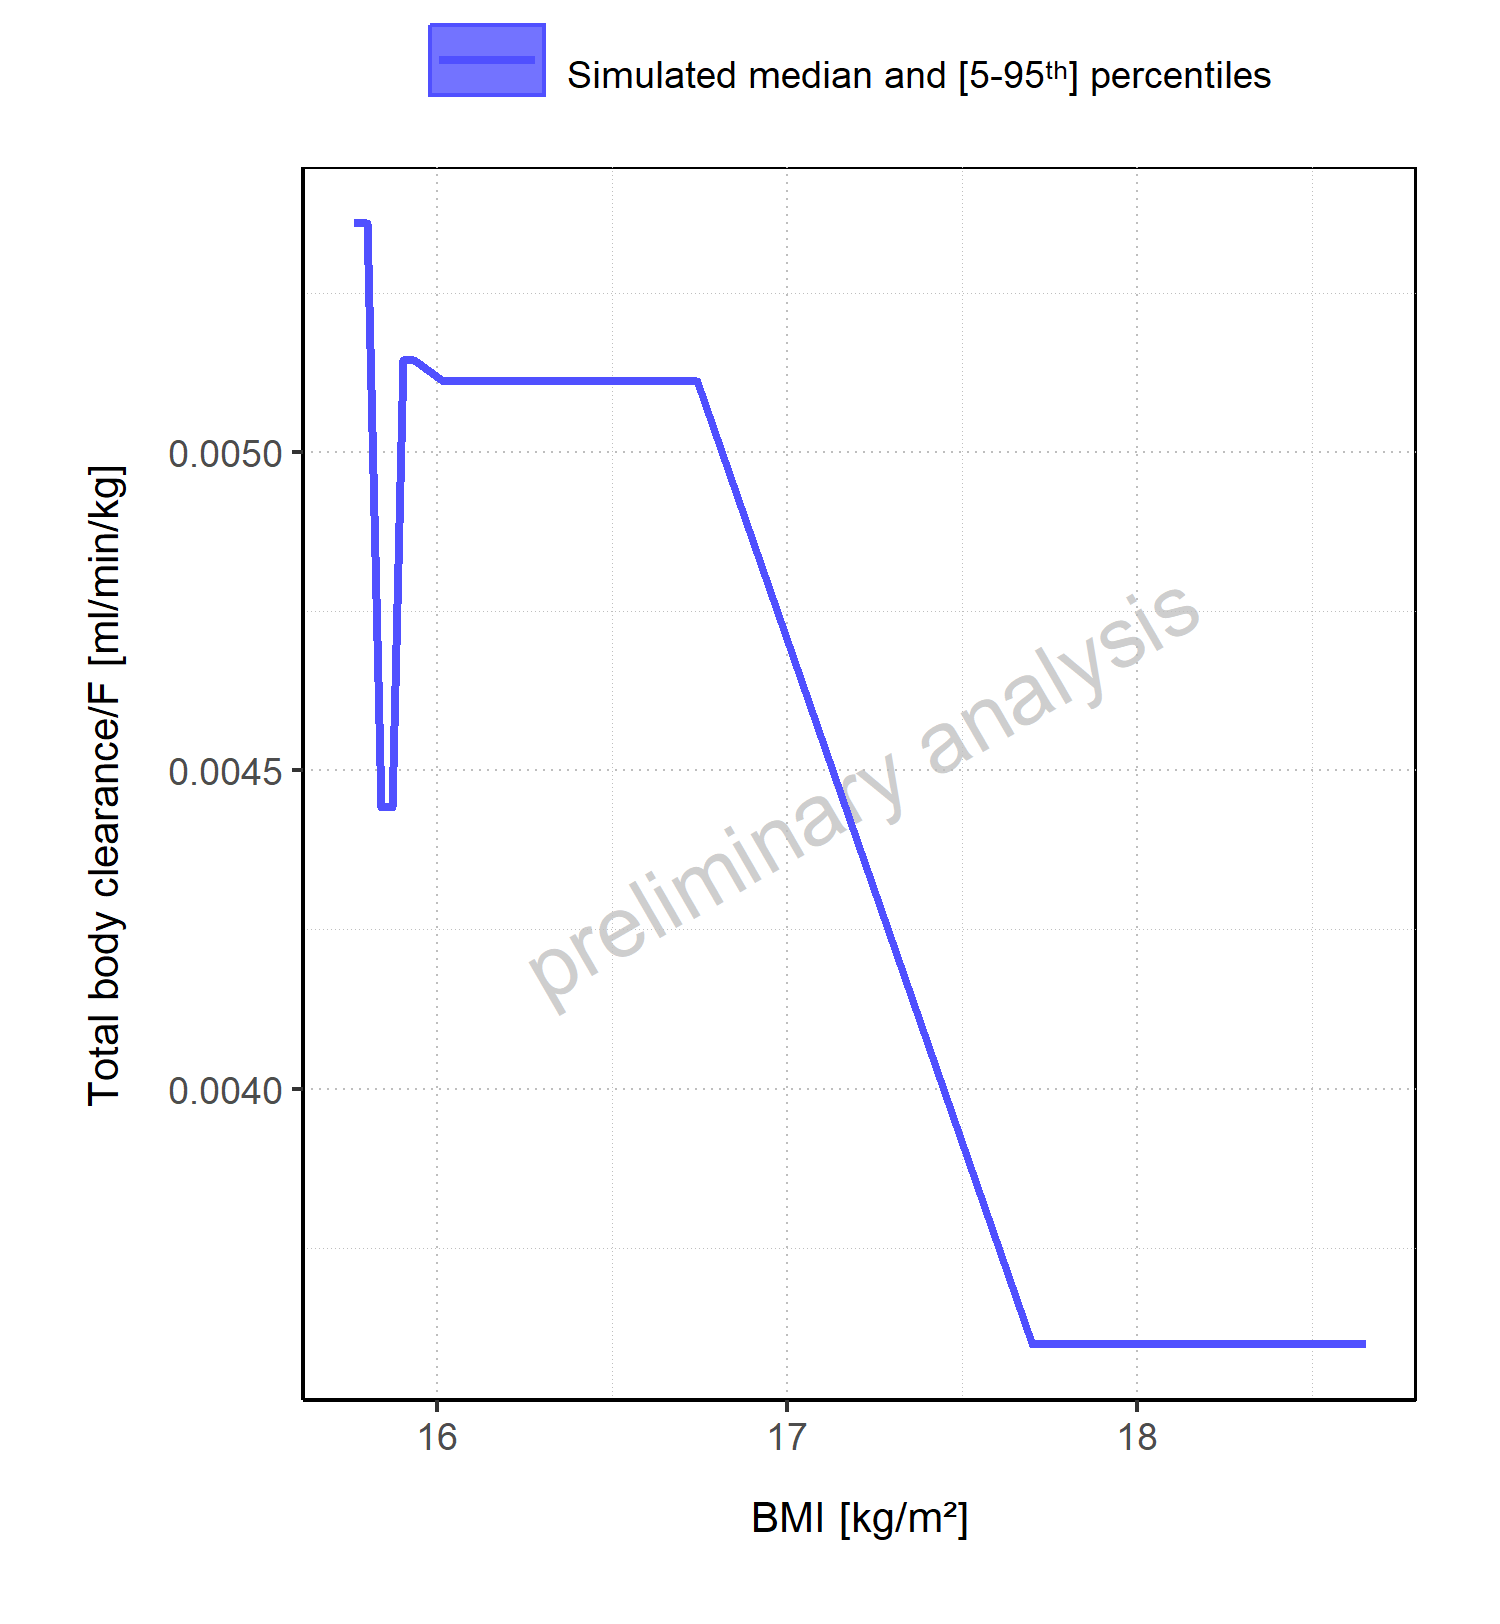 Simulated median and [5-95ᵗʰ] percentiles
Total body clearance/F [ml/min/kg]
0.0050
0.0045
0.0040
preliminary analysis
16
17
18
BMI [kg/m²]